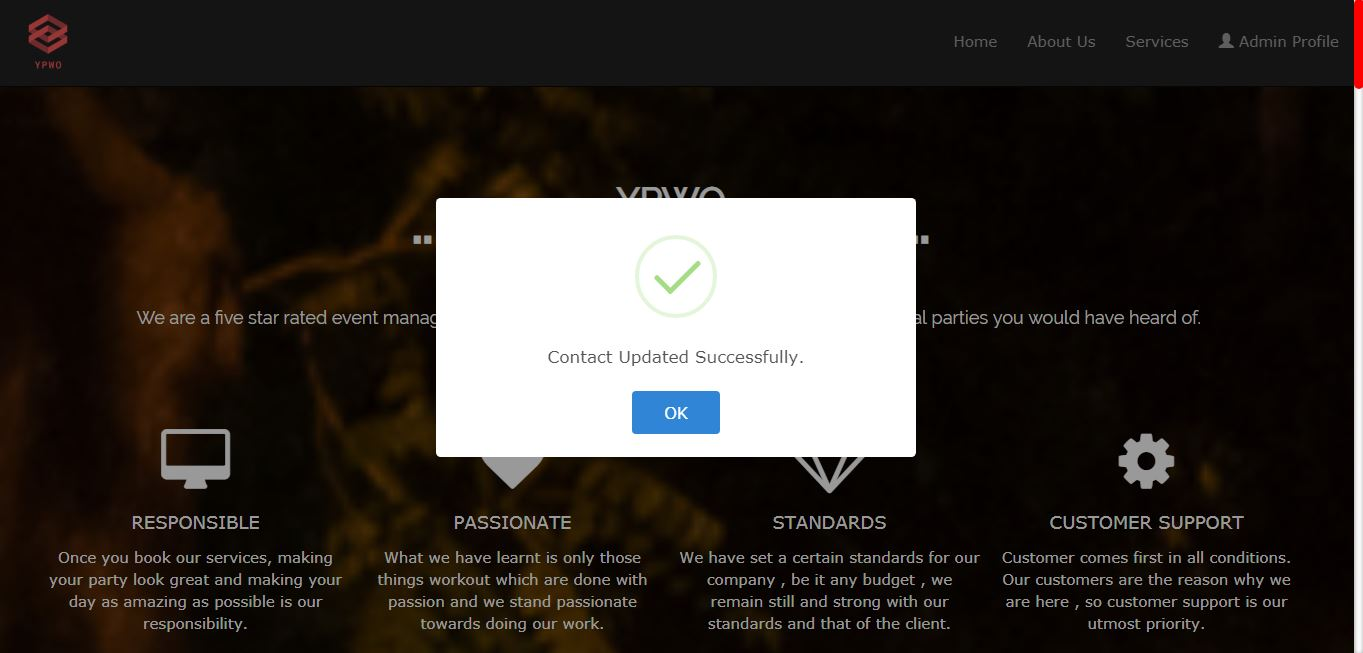 YPWO
Home
About Us
Services
Admin Profile
YPWO
We are a five star rated event manag
al parties you would have heard of.
Contact Updated Successfully.
OK
RESPONSIBLE
Once you book our services, making
your party look great and making your
day as amazing as possible is our
responsibility.
PASSIONATE
What we have learnt is only those
things workout which are done with
passion and we stand passionate
towards doing our work.
STANDARDS
We have set a certain standards for our
company , be it any budget , we
remain still and strong with our
standards and that of the client.
CUSTOMER SUPPORT
Customer comes first in all conditions.
Our customers are the reason why we
are here , so customer support is our
utmost priority.